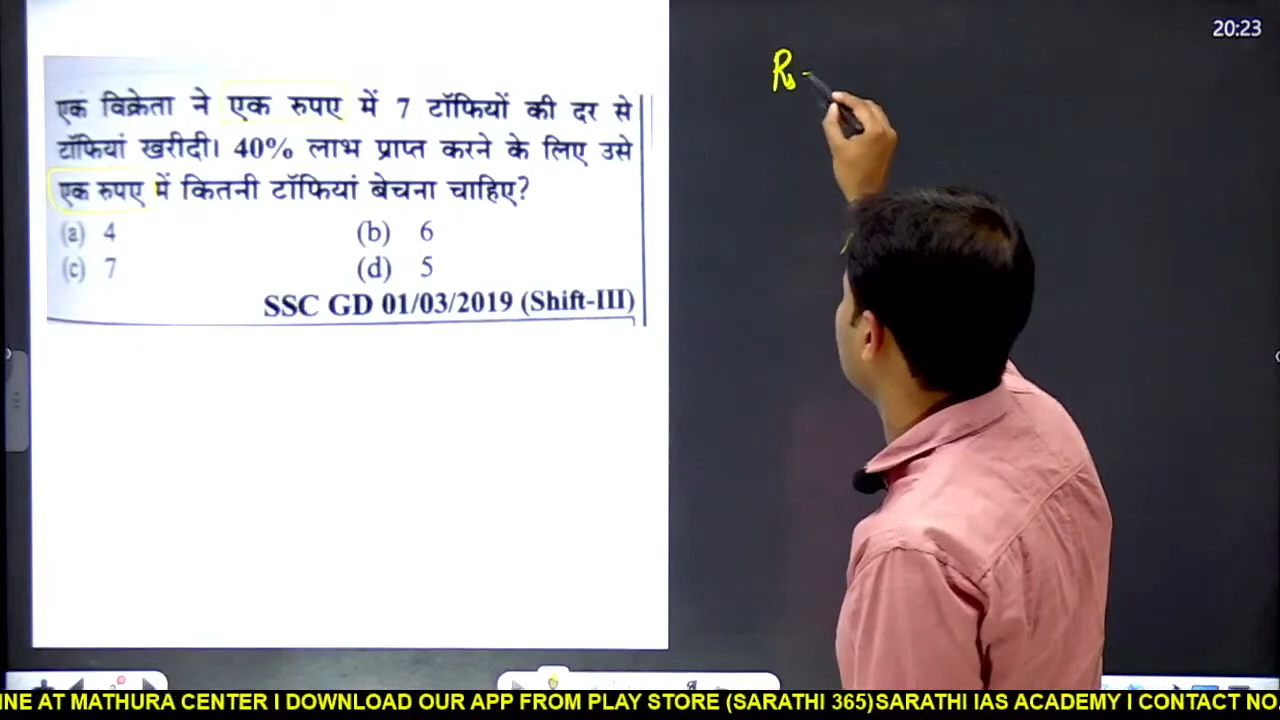 20:23
Rs
एक विक्रेता ने एक रुपए में 7 टॉफियों की दर से
टॉफियां खरीदी। 40% लाभ प्राप्त करने के लिए उसे
एक रुपए में कितनी टॉफियां बेचना चाहिए?
(a) 4 (b) 6
(c) 7 (d) 5
SSC GD 01/03/2019 (Shift-III)
INE AT MATHURA CENTER I DOWNLOAD OUR APP FROM PLAY STORE (SARATHI 365)SARATHI IAS ACADEMY I CONTACT NO.